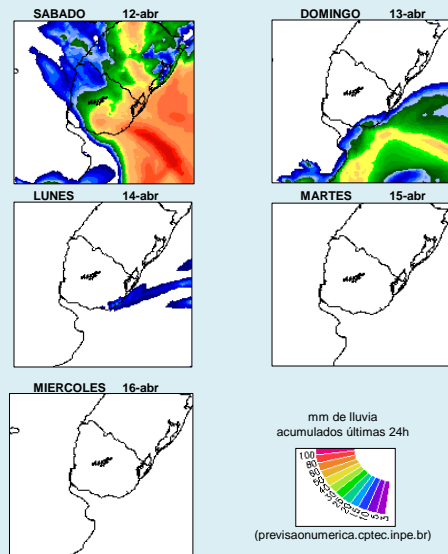 SABADO 12-abr
DOMINGO 13-abr
LUNES 14-abr
MARTES 15-abr
MIERCOLES 16-abr
mm de lluvia
acumulados últimas 24h
100
80
(previsaonumerica.cptec.inpe.br)